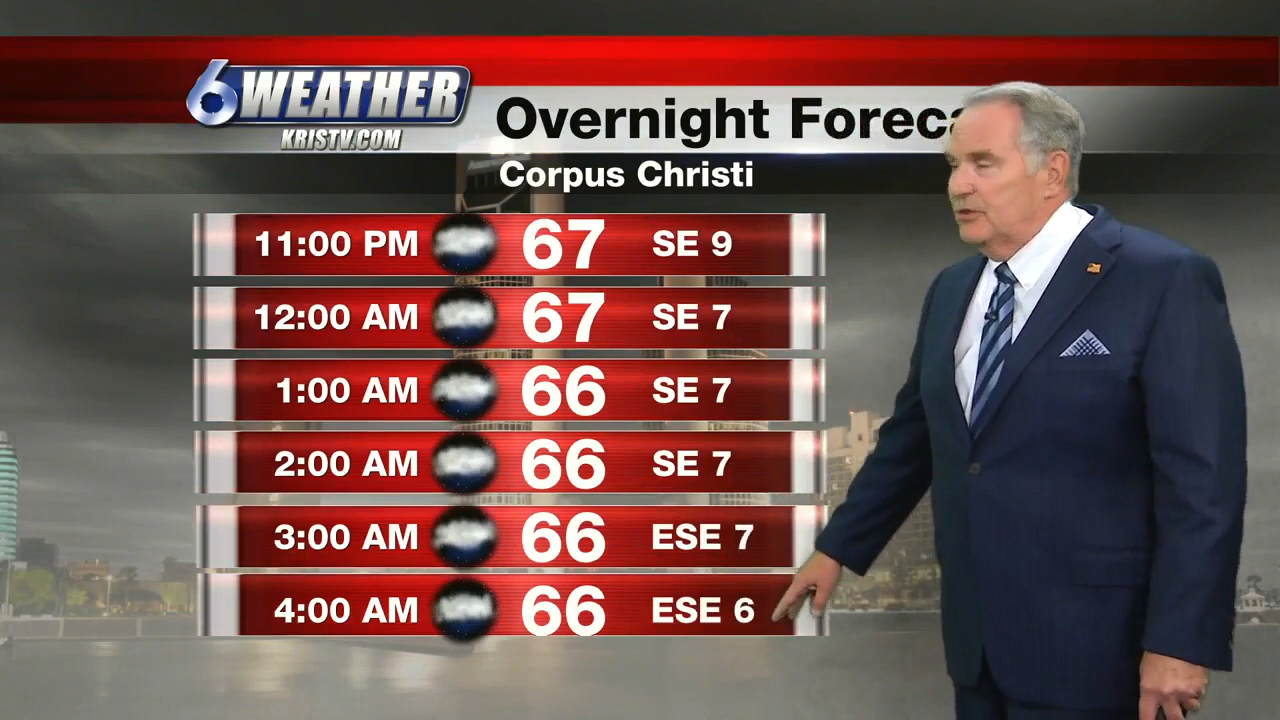 6 WEATHER
KRISTV.COM
Overnight Foreca
Corpus Christi
11:00 PM 67 SE 9
12:00 AM 67 SE 7
1:00 AM 66 SE 7
2:00 AM 66 SE 7
3:00 AM 66 ESE 7
4:00 AM 66 ESE 6